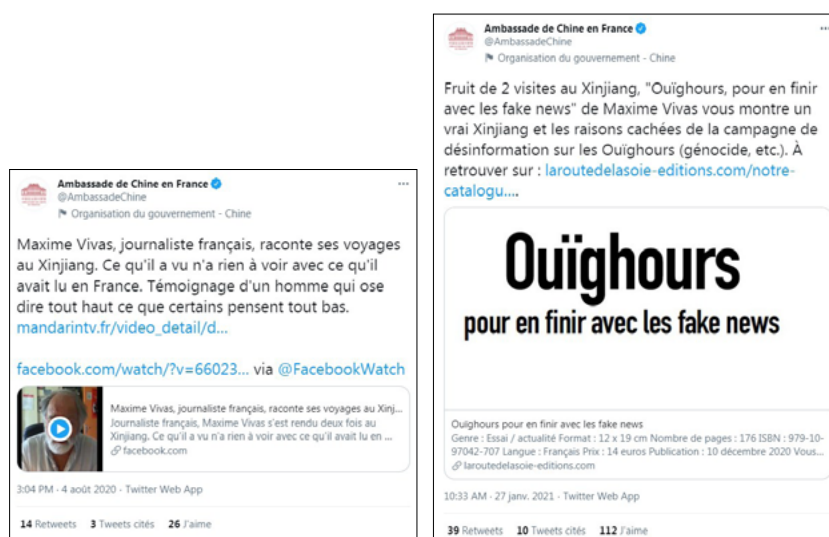 Ambassade de Chine en France
@AmbassadeChine
Organisation du gouvernement - Chine
Maxime Vivas, journaliste français, raconte ses voyages
au Xinjiang. Ce qu'il a vu n'a rien à voir avec ce qu'il
avait lu en France. Témoignage d'un homme qui ose
dire tout haut ce que certains pensent tout bas.
mandarintv.fr/video_detail/d...
facebook.com/watch/?v=66023... via @FacebookWatch
Maxime Vivas, journaliste français, raconte ses voyages au Xinj...
Journaliste français, Maxime Vivas s'est rendu deux fois au
Xinjiang. Ce qu'il a vu n'a rien à voir avec ce qu'il avait lu en ...
facebook.com
3:04 PM · 4 août 2020 · Twitter Web App
14 Retweets 3 Tweets cités 26 J'aime
Ambassade de Chine en France
@AmbassadeChine
Organisation du gouvernement - Chine
Fruit de 2 visites au Xinjiang, "Ouïghours, pour en finir
avec les fake news" de Maxime Vivas vous montre un
vrai Xinjiang et les raisons cachées de la campagne de
désinformation sur les Ouïghours (génocide, etc.). À
retrouver sur : laroutedelasoie-editions.com/notre-
catalogu....
Ouïghours
pour en finir avec les fake news
Ouïghours pour en finir avec les fake news
Genre : Essai / actualité Format : 12 x 19 cm Nombre de pages : 176 ISBN : 979-10-
97042-707 Langue : Français Prix : 14 euros Publication : 10 décembre 2020 Vous...
laroutedelasoie-editions.com
10:33 AM · 27 janv. 2021 · Twitter Web App
39 Retweets 10 Tweets cités 112 J'aime